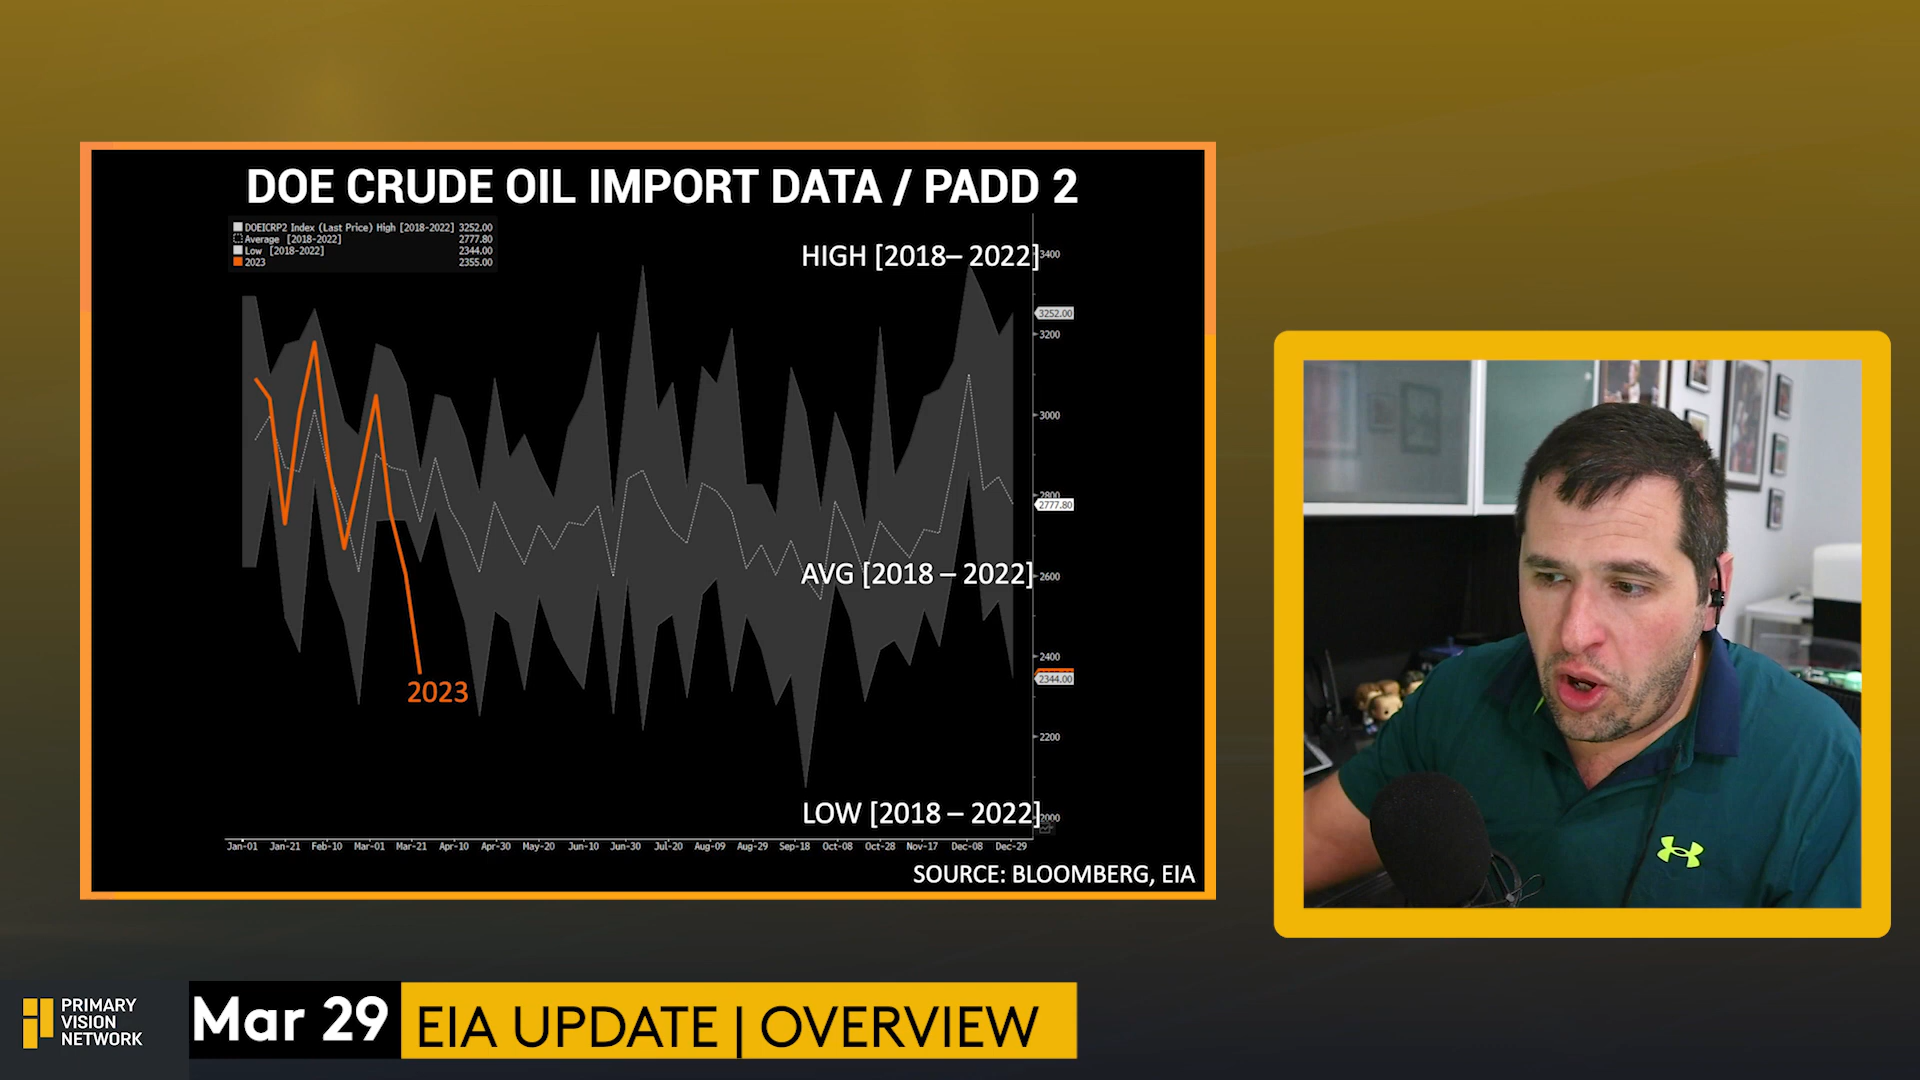 DOE CRUDE OIL IMPORT DATA / PADD 2
DOEICRP2 Index (Last Price) High [2018-2022] 3252.00
Average [2018-2022] 2777.80
Low [2018-2022] 2344.00
2023 2355.00
HIGH [2018– 2022]
3400
3252.00
3200
3000
2800
2777.80
AVG [2018 – 2022]
2600
2400
2344.00
2023
2200
LOW [2018 – 2022]
2000
Jan-01 Jan-21 Feb-10 Mar-01 Mar-21 Apr-10 Apr-30 May-20 Jun-10 Jun-30 Jul-20 Aug-09 Aug-29 Sep-18 Oct-08 Oct-28 Nov-17 Dec-08 Dec-29
SOURCE: BLOOMBERG, EIA
PRIMARY
VISION
NETWORK
Mar 29
EIA UPDATE | OVERVIEW